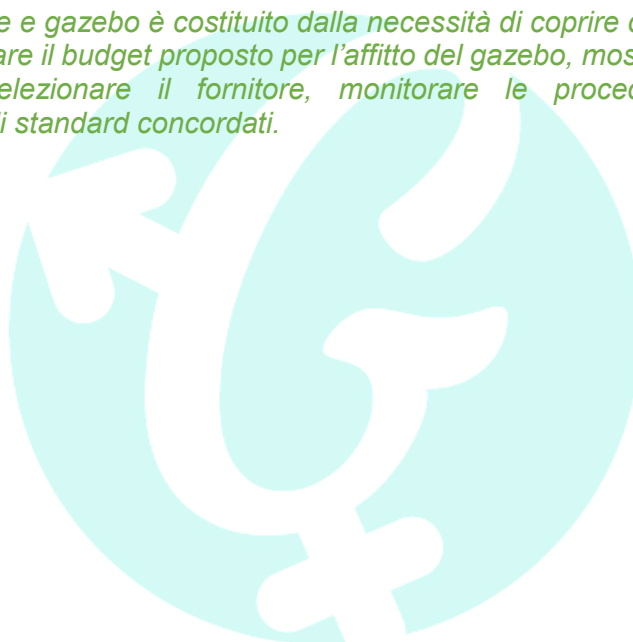 e e gazebo è costituito dalla necessità di coprire
are il budget proposto per l'affitto del gazebo, mos
elezionare il fornitore, monitorare le proced
i standard concordati.